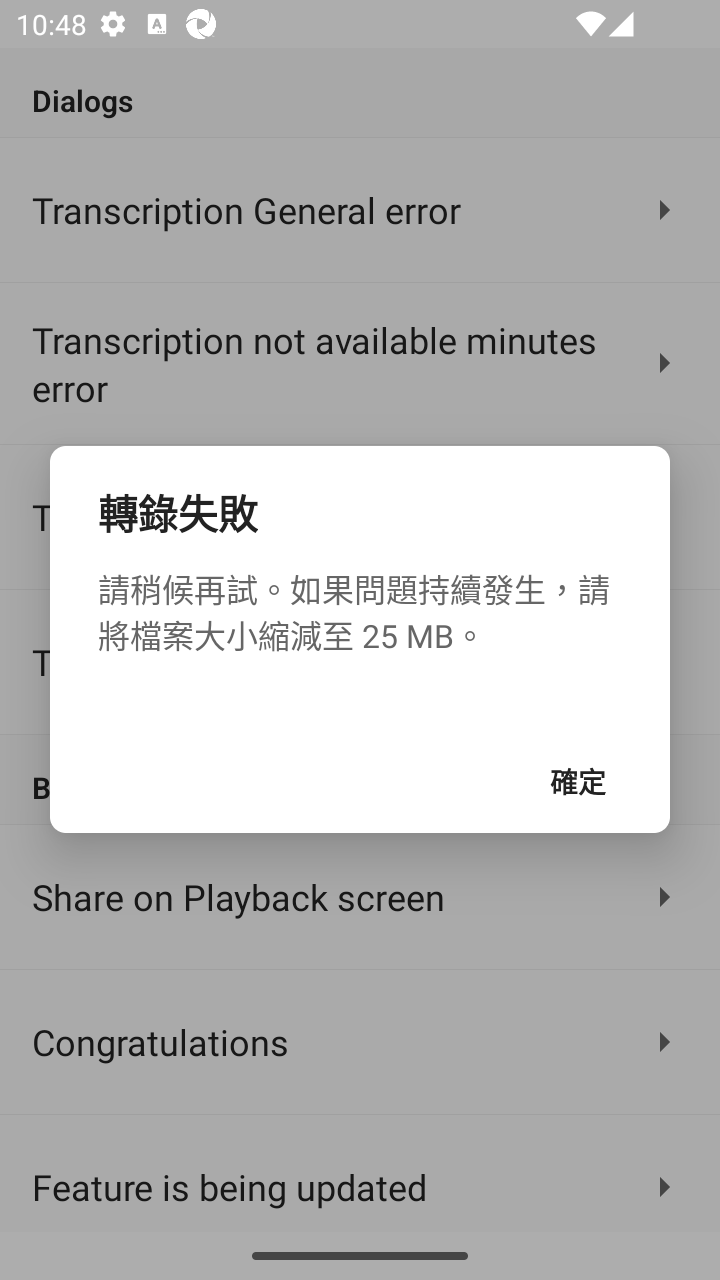 10:48
Dialogs
Transcription General error
Transcription not available minutes
error
轉錄失敗
請稍候再試。如果問題持續發生，請
將檔案大小縮減至 25 MB。
確定
Share on Playback screen
Congratulations
Feature is being updated